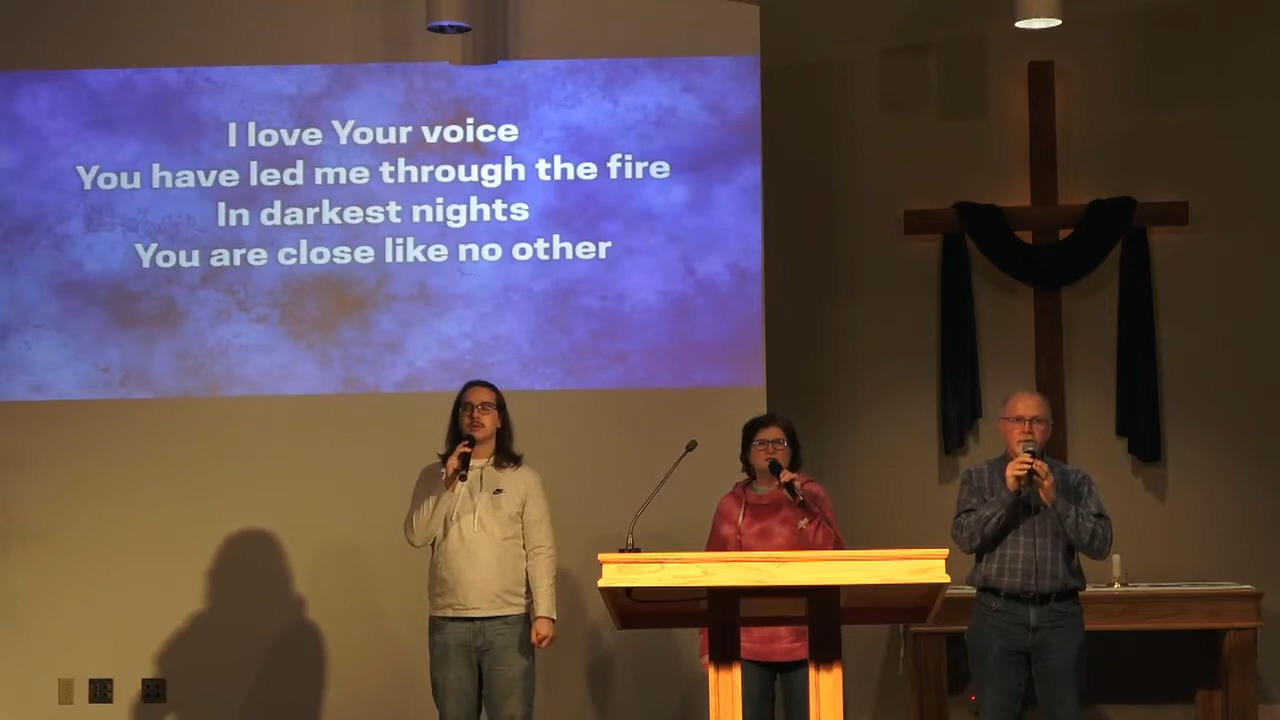 I love Your voice
You have led me through the fire
In darkest nights
You are close like no other